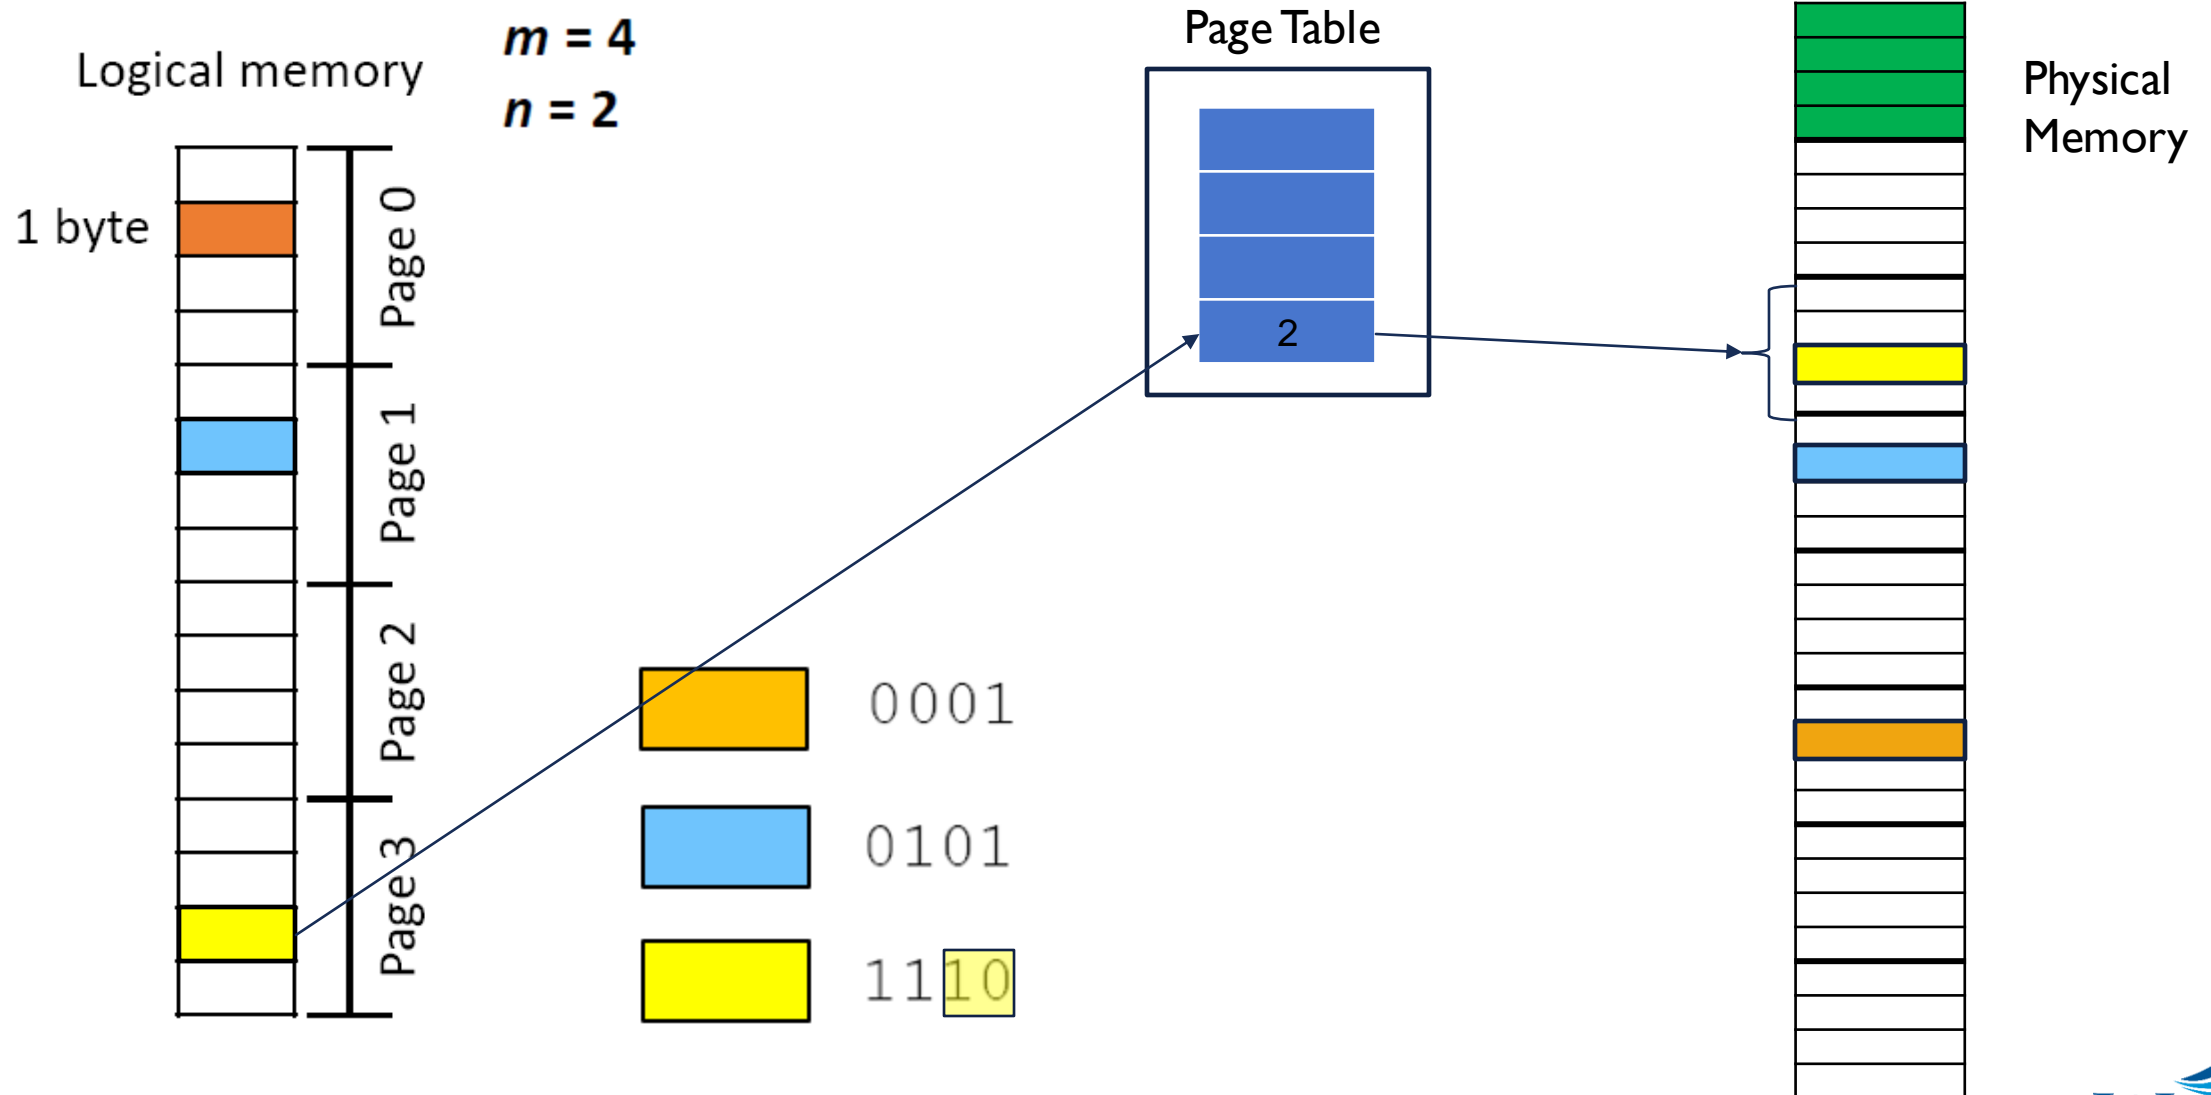 Logical memory
m = 4
n = 2
1 byte
Page 0
Page 1
Page 2
Page 3
0001
0101
1110
Page Table
2
Physical
Memory